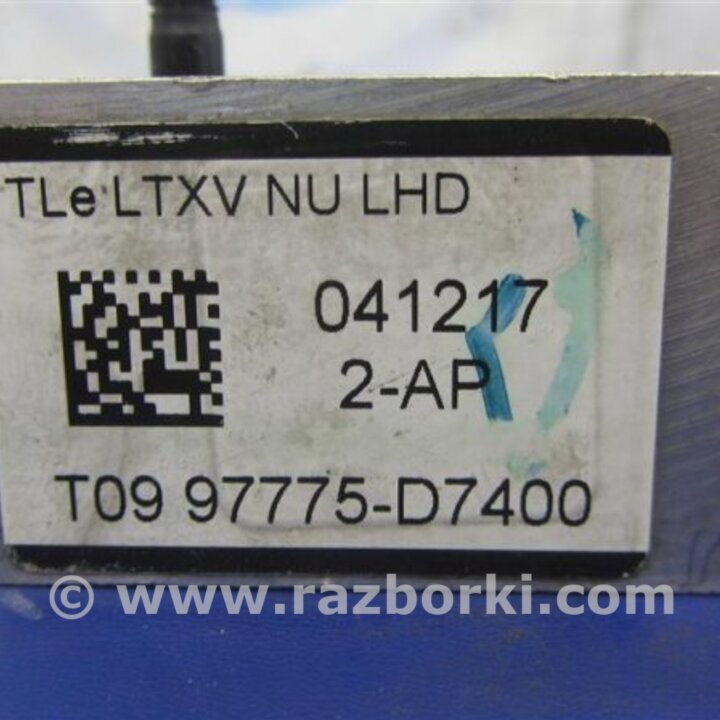 TLe LTXV NU LHD
041217
2-AP
T09 97775-D7400
© www.razborki.com